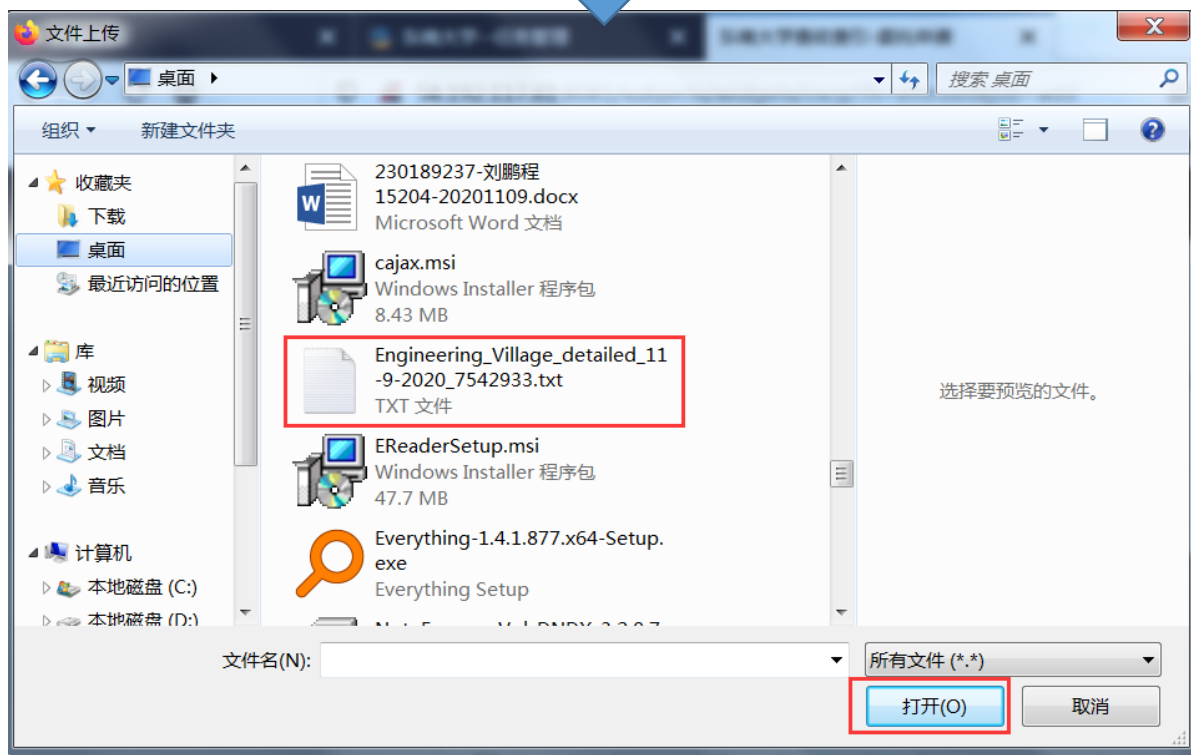 文件上传
桌面
搜索 桌面
组织
新建文件夹
收藏夹
下载
桌面
最近访问的位置
库
视频
图片
文档
音乐
计算机
本地磁盘 (C:)
本地磁盘 (D:)
230189237-刘鹏程
15204-20201109.docx
Microsoft Word 文档
cajax.msi
Windows Installer 程序包
8.43 MB
Engineering_Village_detailed_11
-9-2020_7542933.txt
TXT 文件
EReaderSetup.msi
Windows Installer 程序包
47.7 MB
Everything-1.4.1.877.x64-Setup.
exe
Everything Setup
选择要预览的文件。
文件名(N):
所有文件 (*.*)
打开(O)
取消